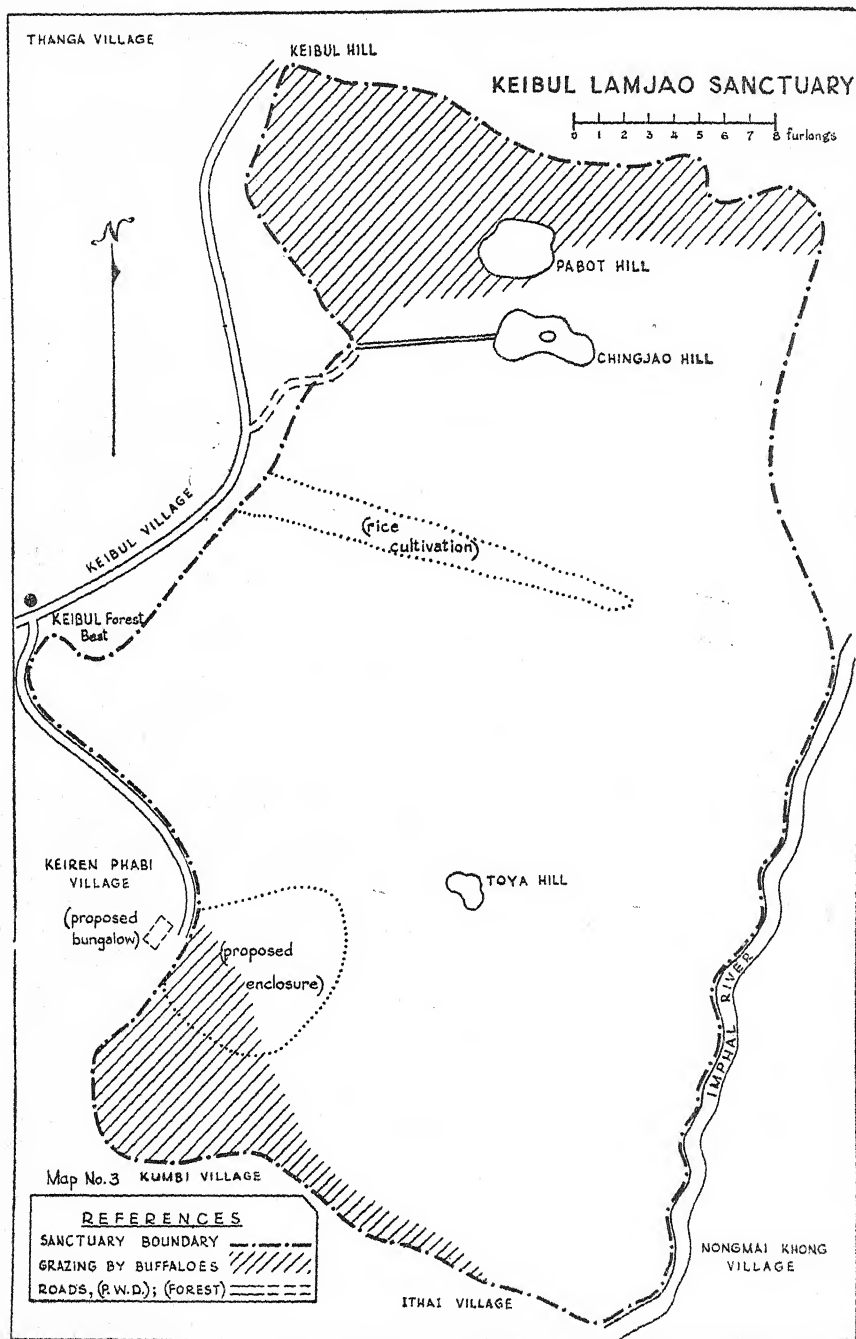 THANGA VILLAGE
KEIBUL HILL
KEIBUL LAMJAO SANCTUARY
0 1 2 3 4 5 6 7 8 furlongs
N
PABOT HILL
CHINGJAO HILL
KEIBUL VILLAGE
(rice
cultivation)
KEIBUL Forest
Beat
KEIREN PHABI
VILLAGE
(proposed
bungalow)
TOYA HILL
(proposed
enclosure)
IMPHAL RIVER
Map No.3 KUMBI VILLAGE
REFERENCES
SANCTUARY BOUNDARY
GRAZING BY BUFFALOES
ROADS, (P.W.D.); (FOREST)
NONGMAI KHONG
VILLAGE
ITHAI VILLAGE